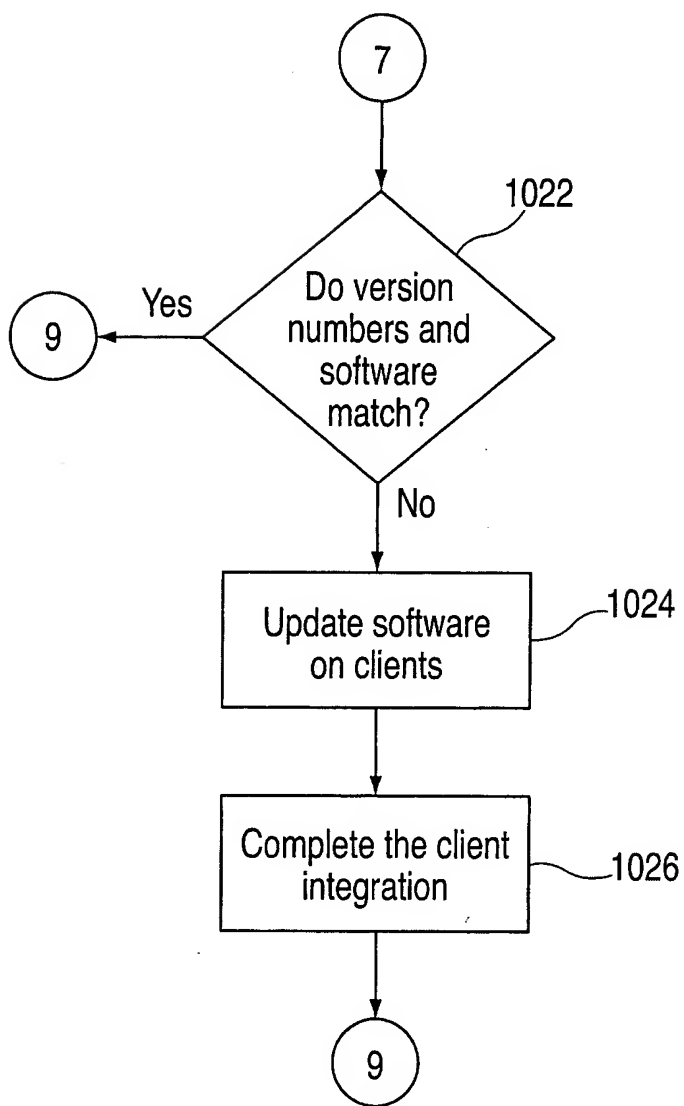 7
1022
Do version
numbers and
software
match?
Yes
9
No
Update software
on clients
1024
Complete the client
integration
1026
9